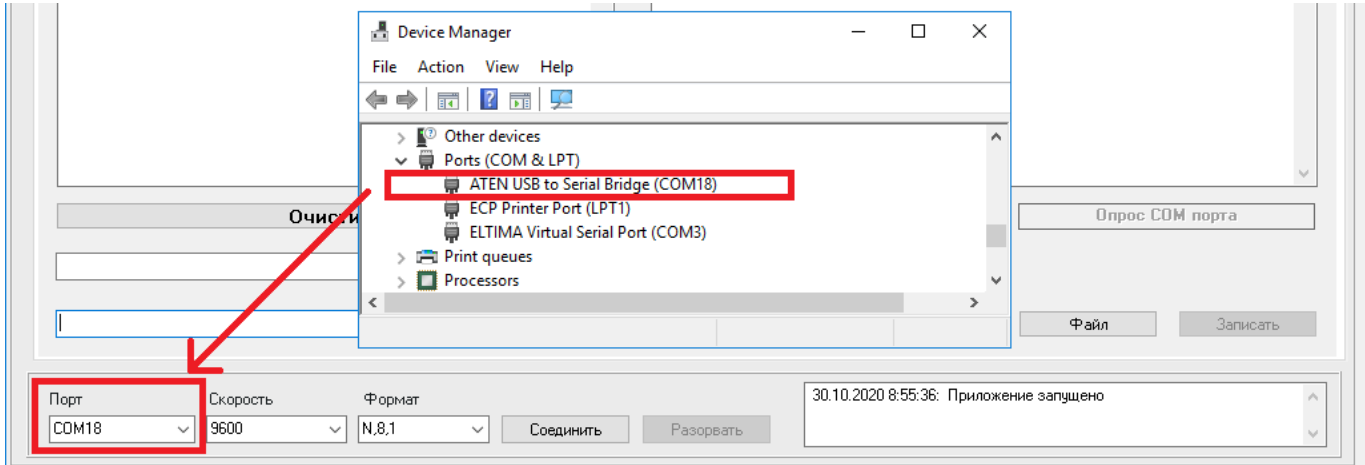 Device Manager
File Action View Help
Other devices
Ports (COM & LPT)
ATEN USB to Serial Bridge (COM18)
ECP Printer Port (LPT1)
ELTIMA Virtual Serial Port (COM3)
Print queues
Processors
Очисти
Опрос COM порта
Файл
Записать
Порт
Скорость
Формат
COM18
9600
N,8,1
Соединить
Разорвать
30.10.2020 8:55:36: Приложение запущено